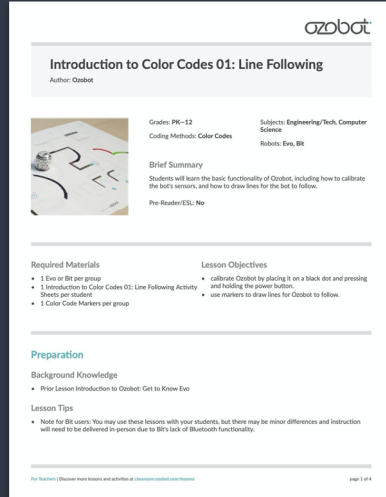 ozobot
Introduction to Color Codes 01: Line Following
Author: Ozobot
Grades: PK–12
Coding Methods: Color Codes
Subjects: Engineering/Tech, Computer
Science
Robots: Evo, Bit
Brief Summary
Students will learn the basic functionality of Ozobot, including how to calibrate
the bot's sensors, and how to draw lines for the bot to follow.
Pre-Reader/ESL: No
Required Materials
• 1 Evo or Bit per group
• 1 Introduction to Color Codes 01: Line Following Activity
Sheets per student
• 1 Color Code Markers per group
Lesson Objectives
• calibrate Ozobot by placing it on a black dot and pressing
and holding the power button.
• use markers to draw lines for Ozobot to follow.
Preparation
Background Knowledge
• Prior Lesson Introduction to Ozobot: Get to Know Evo
Lesson Tips
• Note for Bit users: You may use these lessons with your students, but there may be minor differences and instruction
will need to be delivered in-person due to Bit's lack of Bluetooth functionality.
For Teachers | Discover more lessons and activities at classroom.ozobot.com/lessons
page 1 of 4